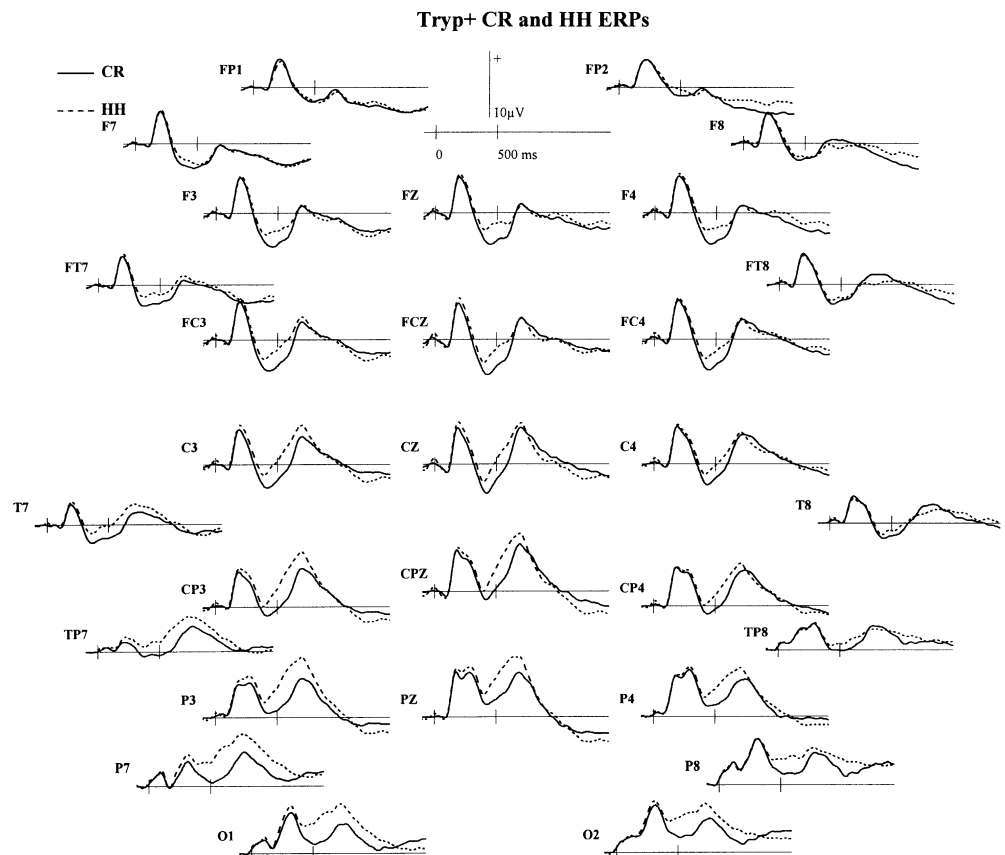 Tryp+ CR and HH ERPs
CR
HH
FP1
+
10µV
0 500 ms
FP2
F7
F8
F3
FZ
F4
FT7
FT8
FC3
FCZ
FC4
C3
CZ
C4
T7
T8
CP3
CPZ
CP4
TP7
TP8
P3
PZ
P4
P7
P8
O1
O2